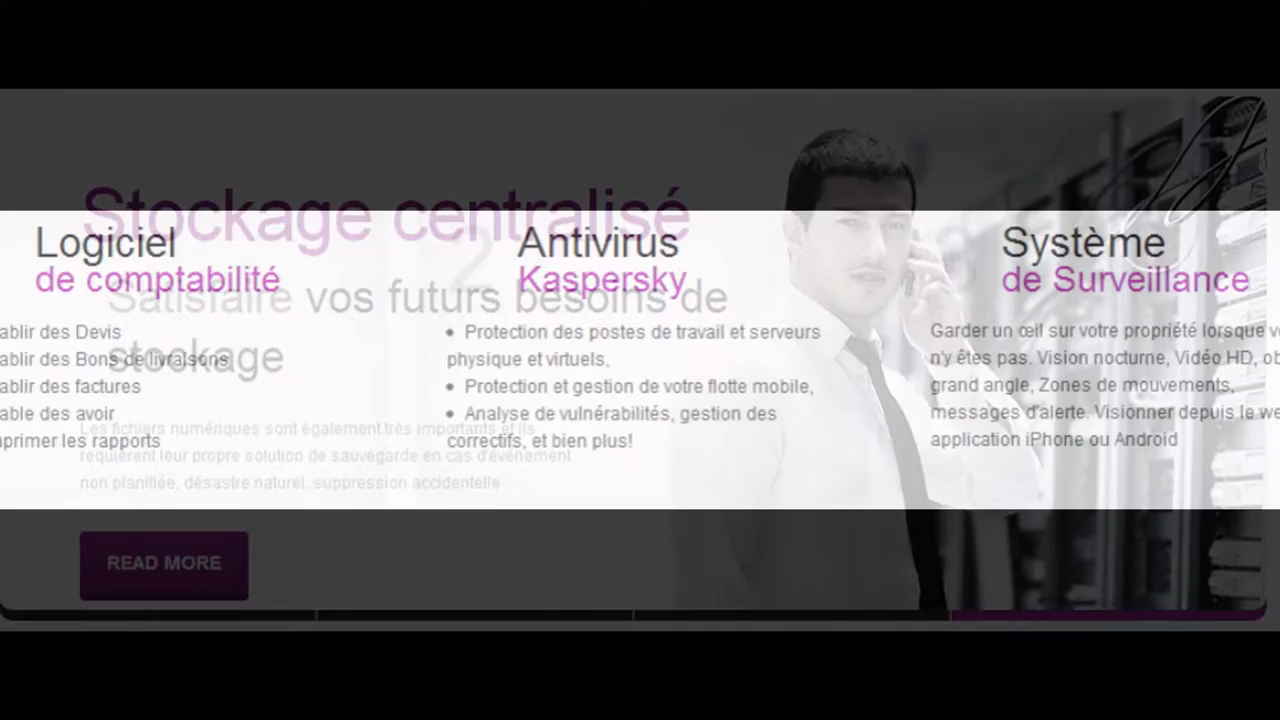 Stockage centralisé
2
Satisfaire vos futurs besoins de
stockage
Les fichiers numériques sont également très importants et ils
requièrent leur propre solution de sauvegarde en cas d'événement
non planifiée, désastre naturel, suppression accidentelle
READ MORE
Logiciel
de comptabilité
ablir des Devis
ablir des Bons de livraisons
ablir des factures
able des avoir
primer les rapports
Antivirus
Kaspersky
• Protection des postes de travail et serveurs
physique et virtuels,
• Protection et gestion de votre flotte mobile,
• Analyse de vulnérabilités, gestion des
correctifs, et bien plus!
Système
de Surveillance
Garder un œil sur votre propriété lorsque v
n'y êtes pas. Vision nocturne, Vidéo HD, ob
grand angle, Zones de mouvements,
messages d'alerte. Visionner depuis le we
application iPhone ou Android